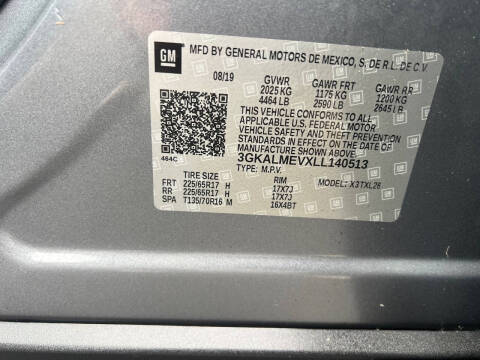 GM MFD BY GENERAL MOTORS DE MEXICO, S. DE R.L. DE C.V.
08/19 GVWR GAWR FRT GAWR RR
2025 KG 1175 KG 1200 KG
4464 LB 2590 LB 2645 LB
THIS VEHICLE CONFORMS TO ALL
APPLICABLE U.S. FEDERAL MOTOR
VEHICLE SAFETY AND THEFT PREVENTION
STANDARDS IN EFFECT ON THE DATE OF
MANUFACTURE SHOWN ABOVE.
464C 3GKALMEVXLL140513
TYPE: M.P.V. MODEL: X3TXL26
TIRE SIZE RIM
FRT 225/65R17 H 17X7J
RR 225/65R17 H 17X7J
SPA T135/70R16 M 16X4BT